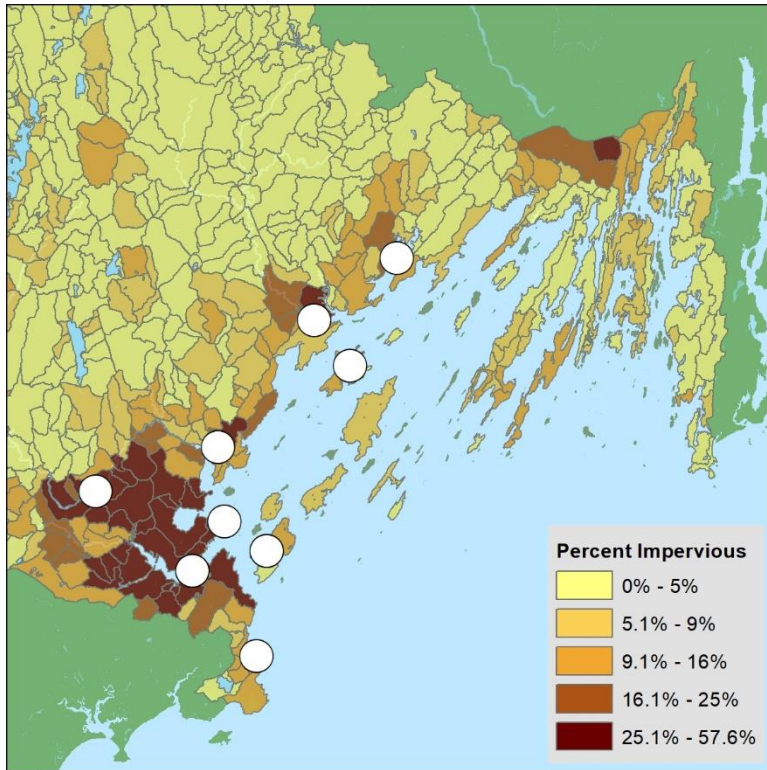 Percent Impervious
0% - 5%
5.1% - 9%
9.1% - 16%
16.1% - 25%
25.1% - 57.6%